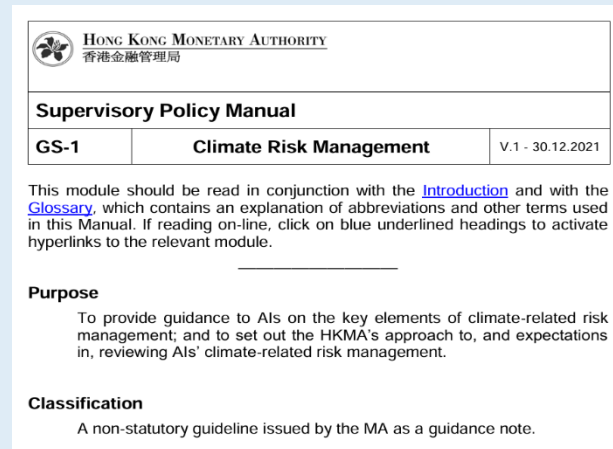 HONG KONG MONETARY AUTHORITY
香港金融管理局
Supervisory Policy Manual
GS-1 Climate Risk Management V.1 - 30.12.2021
This module should be read in conjunction with the Introduction and with the
Glossary, which contains an explanation of abbreviations and other terms used
in this Manual. If reading on-line, click on blue underlined headings to activate
hyperlinks to the relevant module.
Purpose
To provide guidance to AIs on the key elements of climate-related risk
management; and to set out the HKMA's approach to, and expectations
in, reviewing AIs' climate-related risk management.
Classification
A non-statutory guideline issued by the MA as a guidance note.